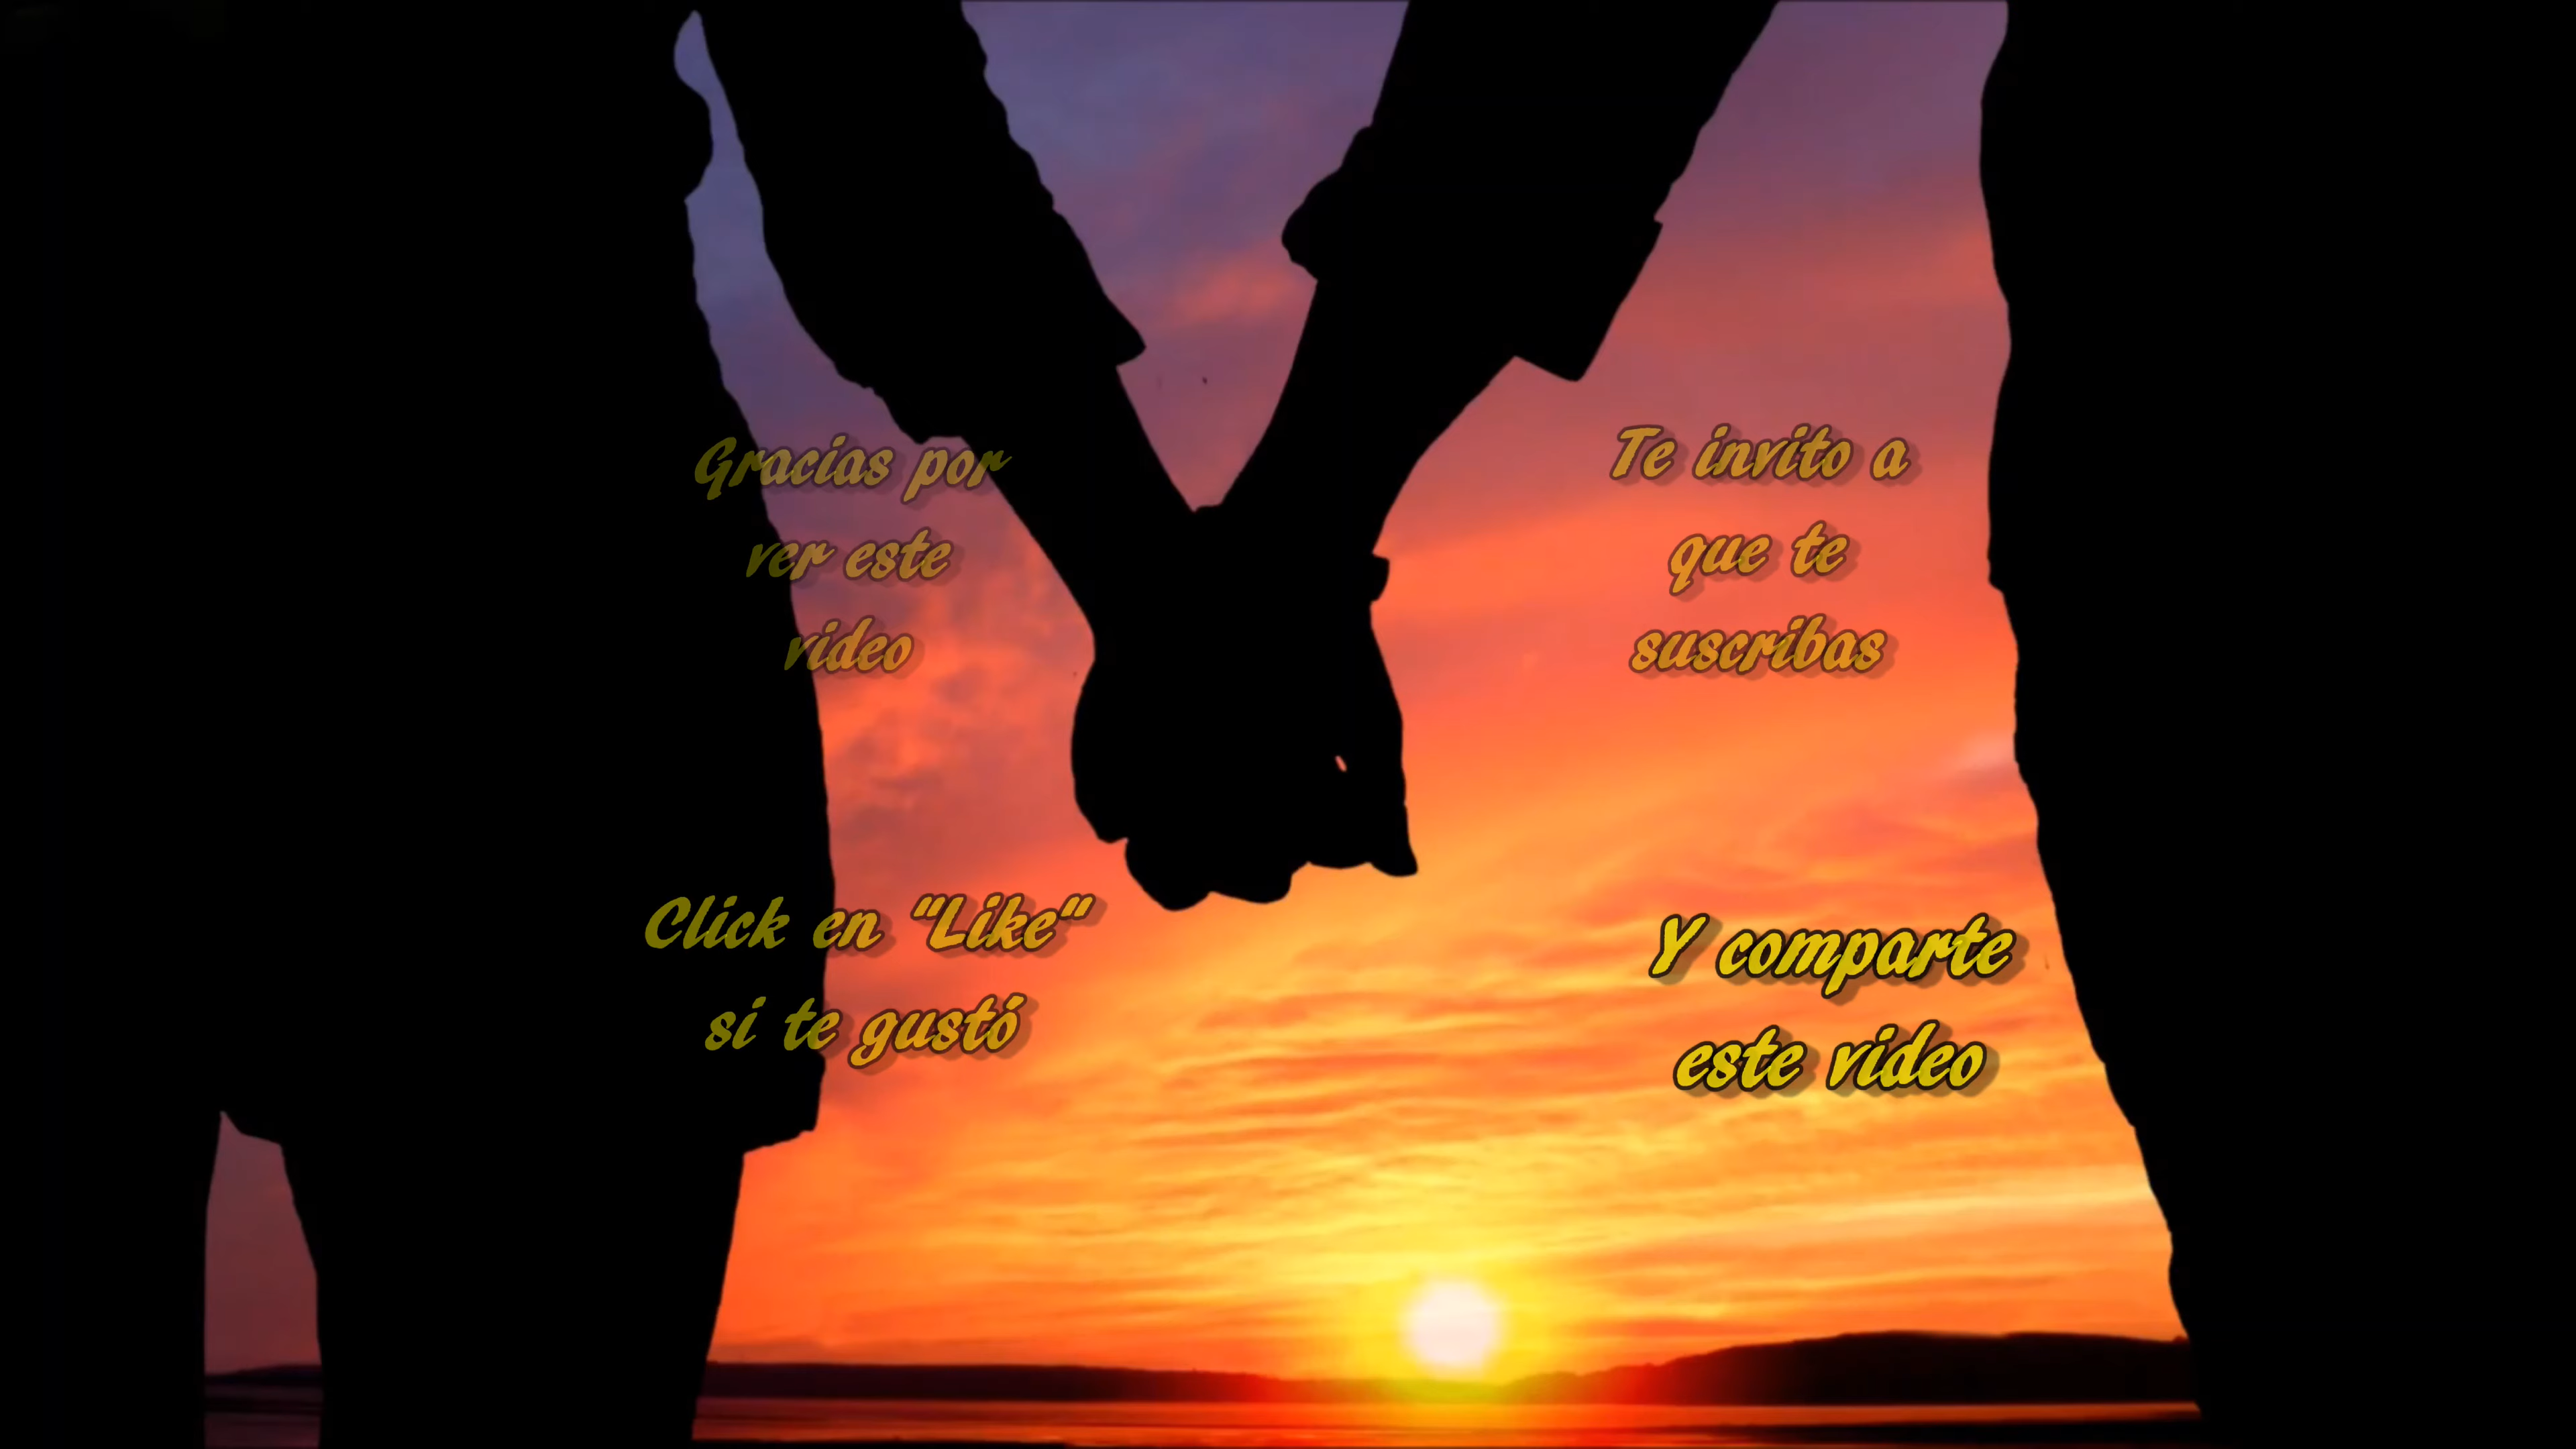 Gracias por
ver este
video
Te invito a
que te
suscribas
Click en "Like"
si te gustó
Y comparte
este video